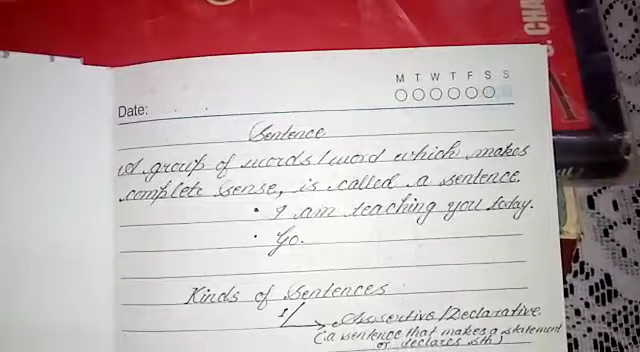 S. CHA
M T W T F S S
Date:
Sentence
A group of words/word which makes
complete sense, is called a sentence.
• I am teaching you today.
• Go.
Kinds of Sentences
1/ → Assertive/Declarative
(a sentence that makes a statement
or declares sth)